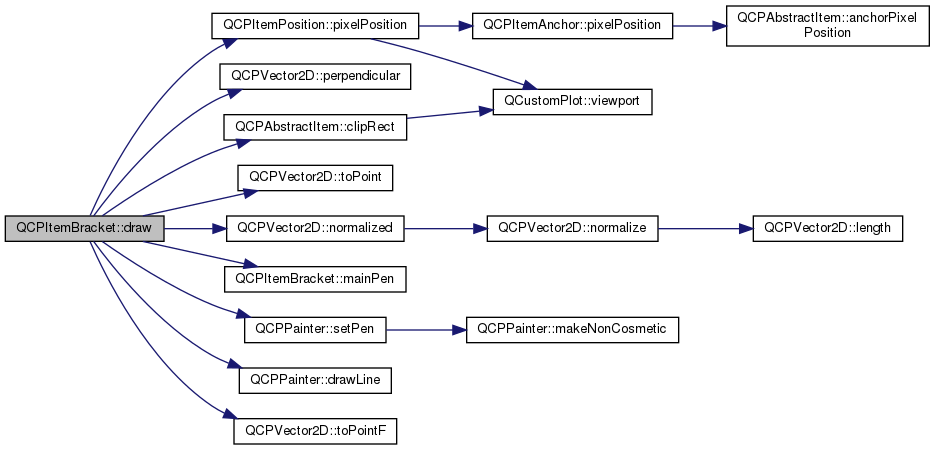 QCPItemBracket::draw
QCPItemPosition::pixelPosition
QCPItemAnchor::pixelPosition
QCPAbstractItem::anchorPixel
Position
QCPVector2D::perpendicular
QCustomPlot::viewport
QCPAbstractItem::clipRect
QCPVector2D::toPoint
QCPVector2D::normalized
QCPVector2D::normalize
QCPVector2D::length
QCPItemBracket::mainPen
QCPPainter::setPen
QCPPainter::makeNonCosmetic
QCPPainter::drawLine
QCPVector2D::toPointF